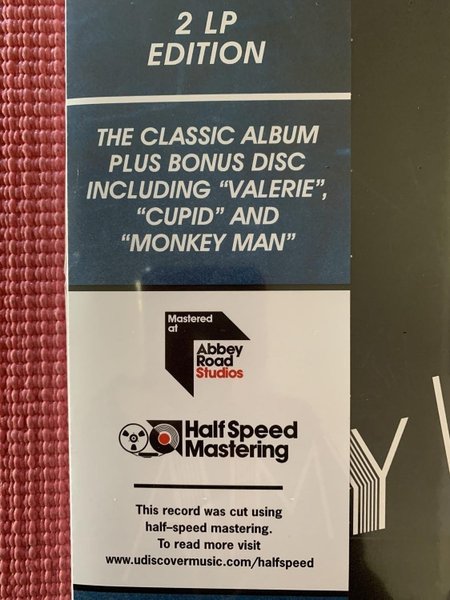 2 LP
EDITION
THE CLASSIC ALBUM
PLUS BONUS DISC
INCLUDING “VALERIE”,
“CUPID” AND
“MONKEY MAN”
Mastered
at
Abbey
Road
Studios
Half Speed
Mastering
This record was cut using
half-speed mastering.
To read more visit
www.udiscovermusic.com/halfspeed